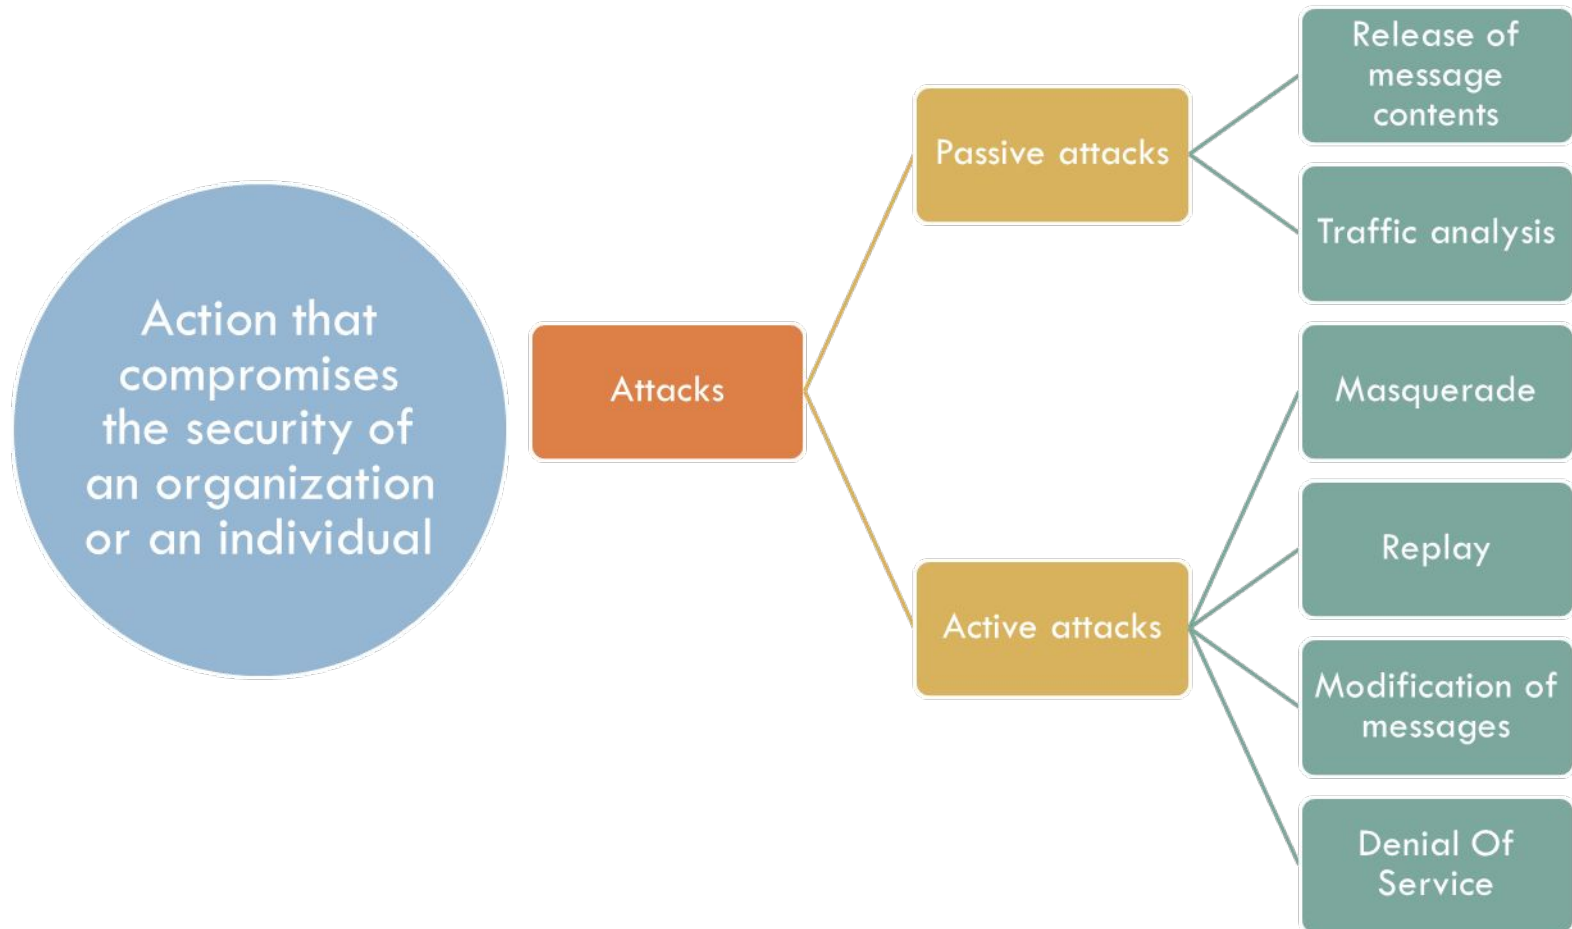 Action that
compromises
the security of
an organization
or an individual
Attacks
Passive attacks
Release of
message
contents
Traffic analysis
Active attacks
Masquerade
Replay
Modification of
messages
Denial Of
Service